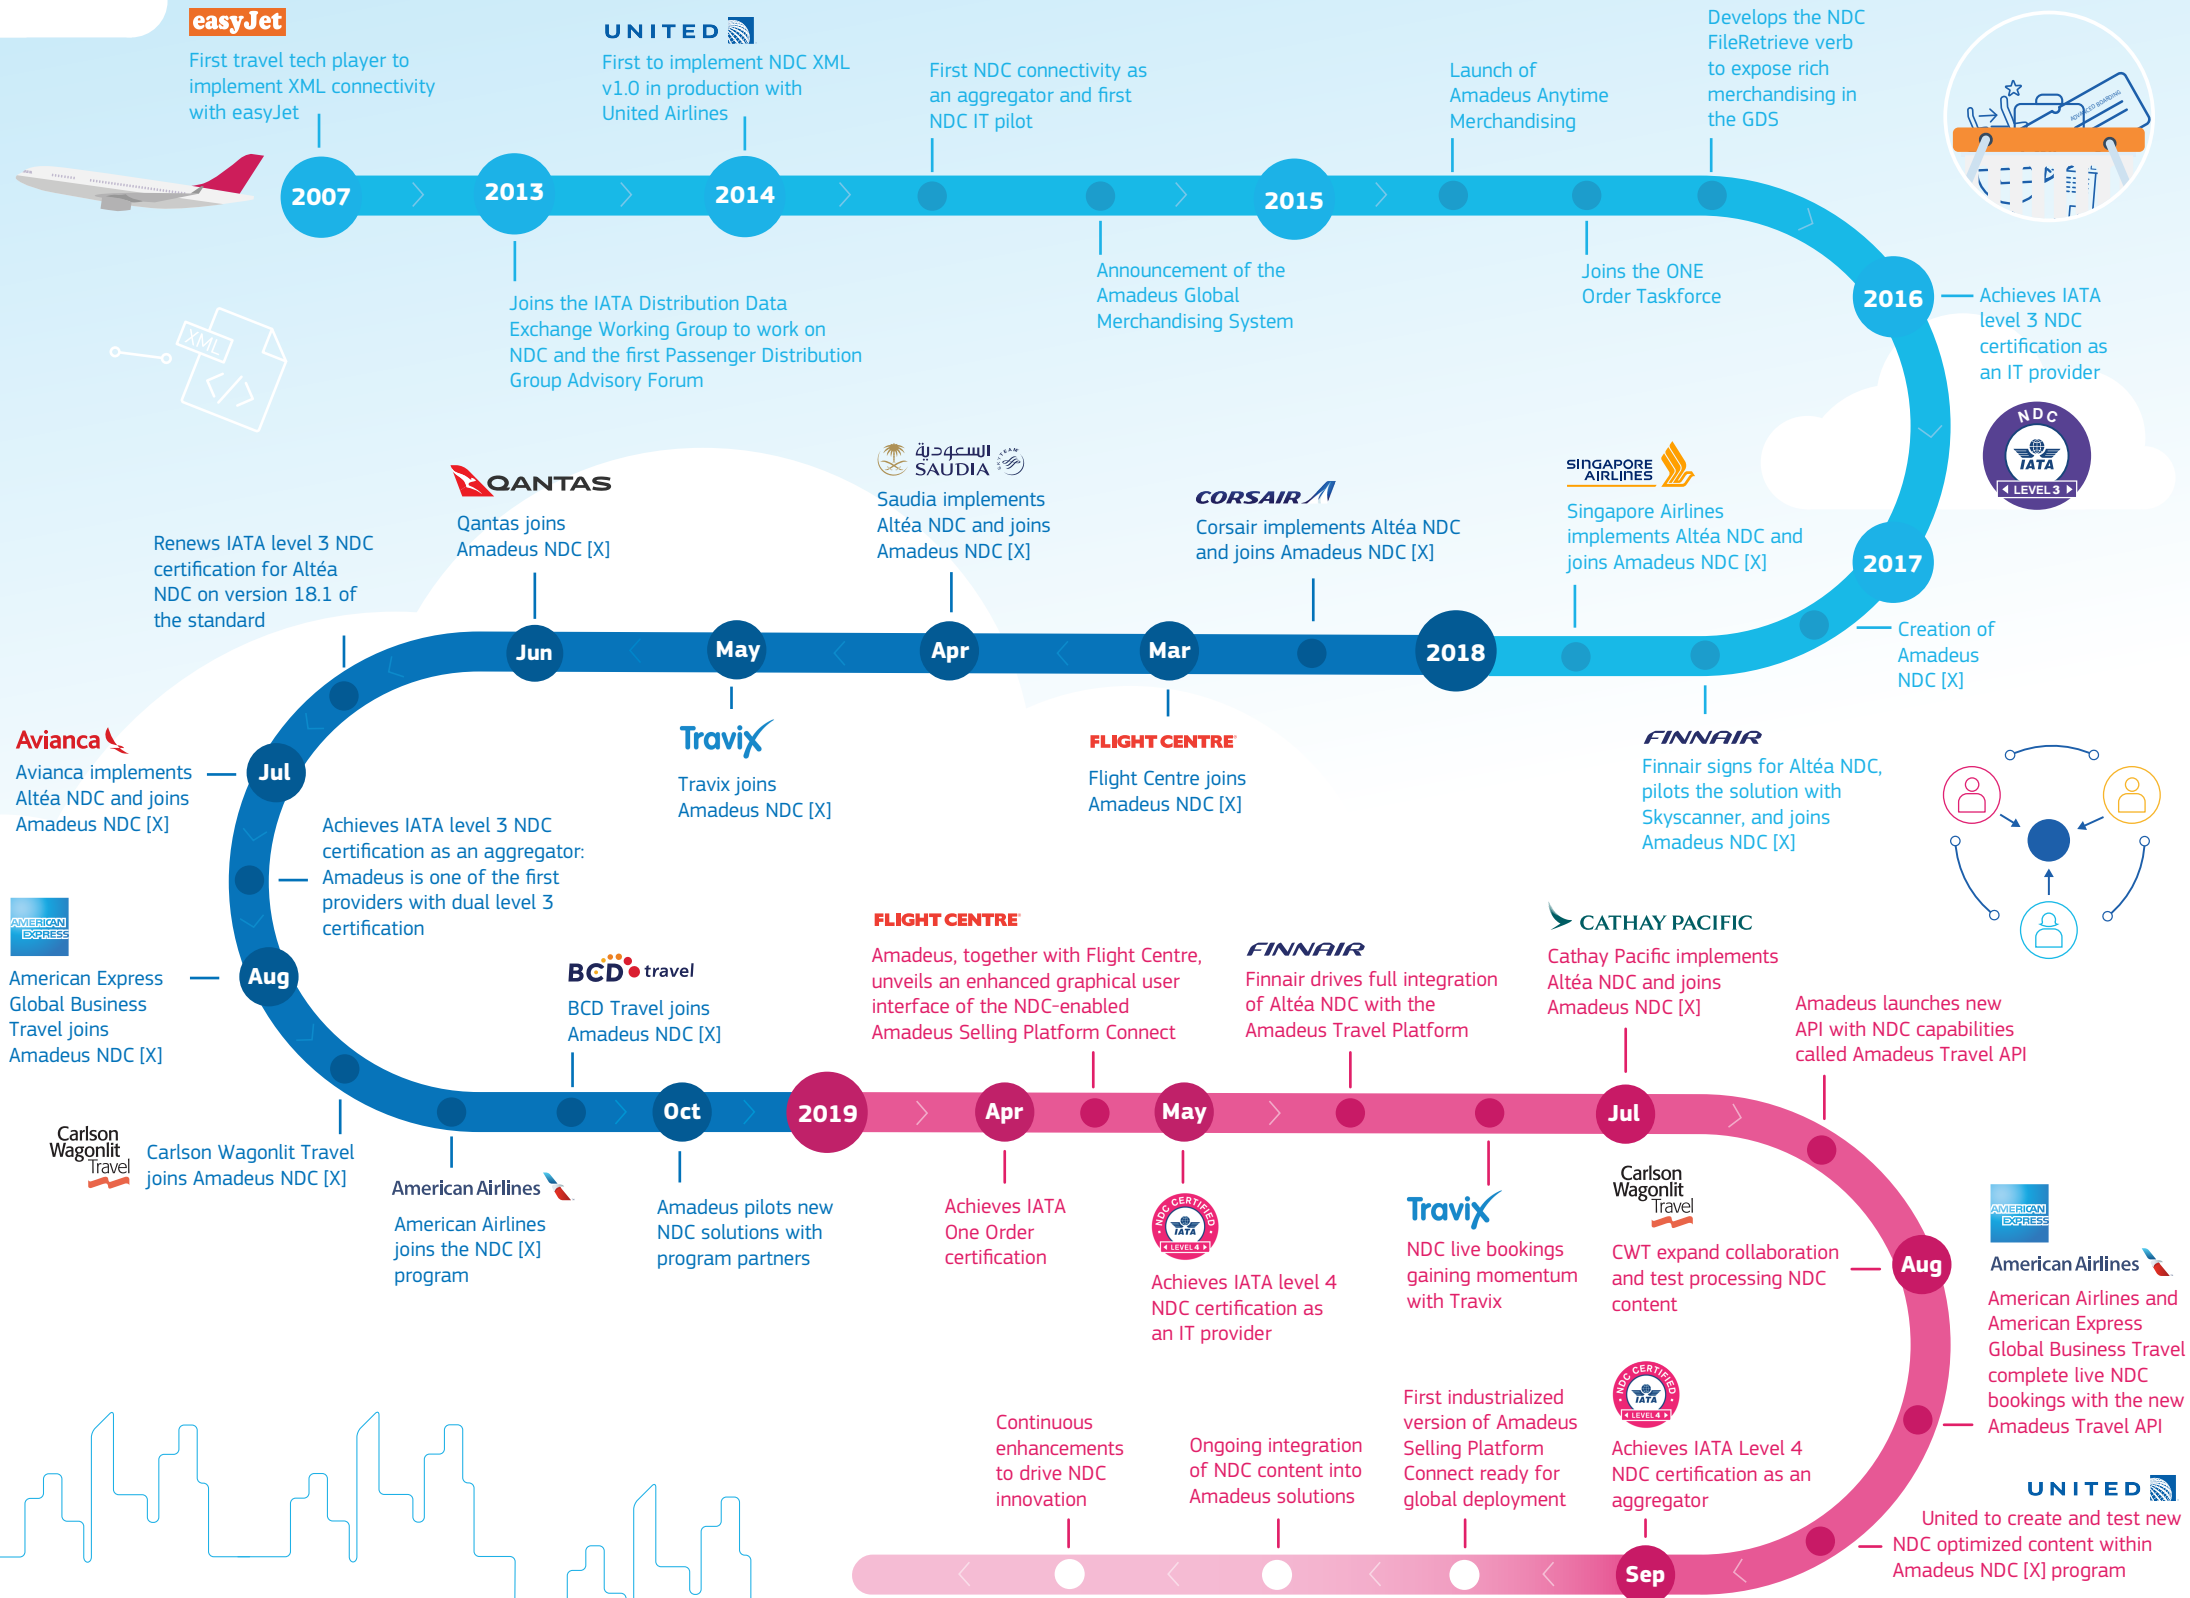 easyJet
First travel tech player to
implement XML connectivity
with easyJet
UNITED
First to implement NDC XML
v1.0 in production with
United Airlines
First NDC connectivity as
an aggregator and first
NDC IT pilot
Launch of
Amadeus Anytime
Merchandising
Develops the NDC
FileRetrieve verb
to expose rich
merchandising in
the GDS
ADVANCED BOARDING
2007
2013
2014
2015
Joins the IATA Distribution Data
Exchange Working Group to work on
NDC and the first Passenger Distribution
Group Advisory Forum
Announcement of the
Amadeus Global
Merchandising System
Joins the ONE
Order Taskforce
2016
Achieves IATA
level 3 NDC
certification as
an IT provider
XML
</>
NDC
IATA
LEVEL 3
2017
Creation of
Amadeus
NDC [X]
SINGAPORE
AIRLINES
Singapore Airlines
implements Altéa NDC and
joins Amadeus NDC [X]
FINNAIR
Finnair signs for Altéa NDC,
pilots the solution with
Skyscanner, and joins
Amadeus NDC [X]
2018
CORSAIR
Corsair implements Altéa NDC
and joins Amadeus NDC [X]
Mar
FLIGHT CENTRE
Flight Centre joins
Amadeus NDC [X]
السعودية
SAUDIA
SKYTEAM
Saudia implements
Altéa NDC and joins
Amadeus NDC [X]
Apr
May
Travix
Travix joins
Amadeus NDC [X]
QANTAS
Qantas joins
Amadeus NDC [X]
Jun
Renews IATA level 3 NDC
certification for Altéa
NDC on version 18.1 of
the standard
Avianca
Avianca implements
Altéa NDC and joins
Amadeus NDC [X]
Jul
Achieves IATA level 3 NDC
certification as an aggregator:
Amadeus is one of the first
providers with dual level 3
certification
AMERICAN
EXPRESS
American Express
Global Business
Travel joins
Amadeus NDC [X]
Aug
Carlson
Wagonlit
Travel
Carlson Wagonlit Travel
joins Amadeus NDC [X]
American Airlines
American Airlines
joins the NDC [X]
program
BCD travel
BCD Travel joins
Amadeus NDC [X]
Oct
Amadeus pilots new
NDC solutions with
program partners
2019
Apr
Achieves IATA
One Order
certification
FLIGHT CENTRE
Amadeus, together with Flight Centre,
unveils an enhanced graphical user
interface of the NDC-enabled
Amadeus Selling Platform Connect
May
NDC CERTIFIED
IATA
LEVEL 4
Achieves IATA level 4
NDC certification as
an IT provider
FINNAIR
Finnair drives full integration
of Altéa NDC with the
Amadeus Travel Platform
Travix
NDC live bookings
gaining momentum
with Travix
CATHAY PACIFIC
Cathay Pacific implements
Altéa NDC and joins
Amadeus NDC [X]
Jul
Amadeus launches new
API with NDC capabilities
called Amadeus Travel API
Carlson
Wagonlit
Travel
CWT expand collaboration
and test processing NDC
content
Aug
AMERICAN
EXPRESS
American Airlines
American Airlines and
American Express
Global Business Travel
complete live NDC
bookings with the new
Amadeus Travel API
UNITED
United to create and test new
NDC optimized content within
Amadeus NDC [X] program
NDC CERTIFIED
IATA
LEVEL 4
Achieves IATA Level 4
NDC certification as an
aggregator
Sep
First industrialized
version of Amadeus
Selling Platform
Connect ready for
global deployment
Ongoing integration
of NDC content into
Amadeus solutions
Continuous
enhancements
to drive NDC
innovation